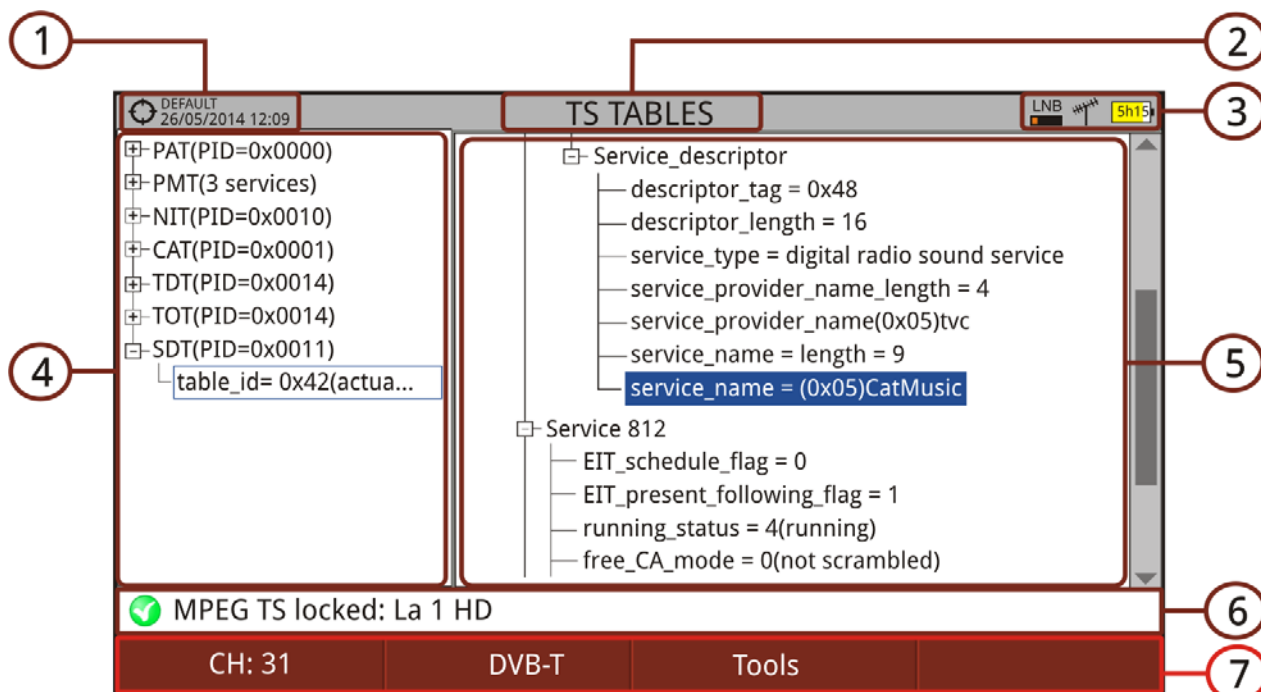 1
2
DEFAULT
26/05/2014 12:09
TS TABLES
LNB
5h15
3
PAT(PID=0x0000)
PMT(3 services)
NIT(PID=0x0010)
CAT(PID=0x0001)
TDT(PID=0x0014)
TOT(PID=0x0014)
SDT(PID=0x0011)
table_id= 0x42(actua...
4
Service_descriptor
descriptor_tag = 0x48
descriptor_length = 16
service_type = digital radio sound service
service_provider_name_length = 4
service_provider_name(0x05)tvc
service_name = length = 9
service_name = (0x05)CatMusic
Service 812
EIT_schedule_flag = 0
EIT_present_following_flag = 1
running_status = 4(running)
free_CA_mode = 0(not scrambled)
5
MPEG TS locked: La 1 HD
6
CH: 31
DVB-T
Tools
7